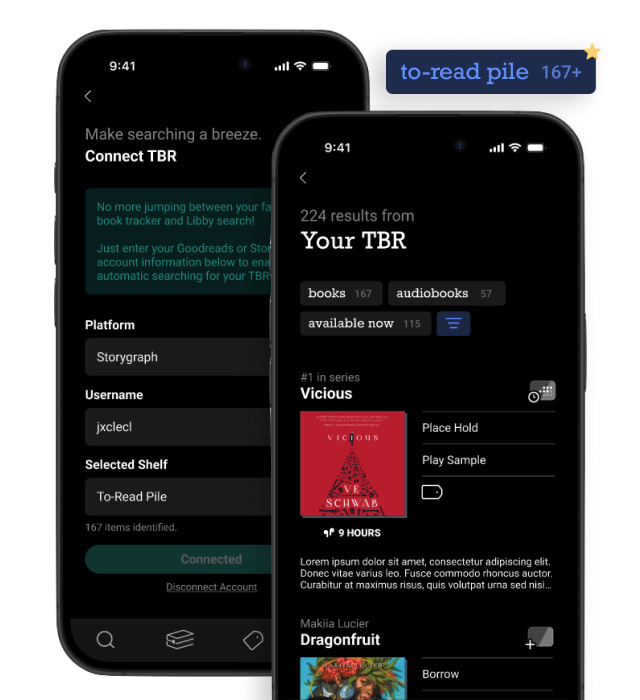 to-read pile 167+
9:41
Make searching a breeze.
Connect TBR
No more jumping between your fa
book tracker and Libby search!
Just enter your Goodreads or Sto
account information below to ena
automatic searching for your TBR
Platform
Storygraph
Username
jxclecl
Selected Shelf
To-Read Pile
167 items identified.
Connected
Disconnect Account
9:41
224 results from
Your TBR
books 167
audiobooks 57
available now 115
#1 in series
Vicious
VICIOUS
VE
SCHWAB
Place Hold
Play Sample
9 HOURS
Lorem ipsum dolor sit amet, consectetur adipiscing elit.
Donec vitae varius leo. Fusce commodo rhoncus auctor.
Curabitur at maximus risus, quis volutpat urna sed nisi...
Makiia Lucier
Dragonfruit
MAKIIA LUCIER
Borrow